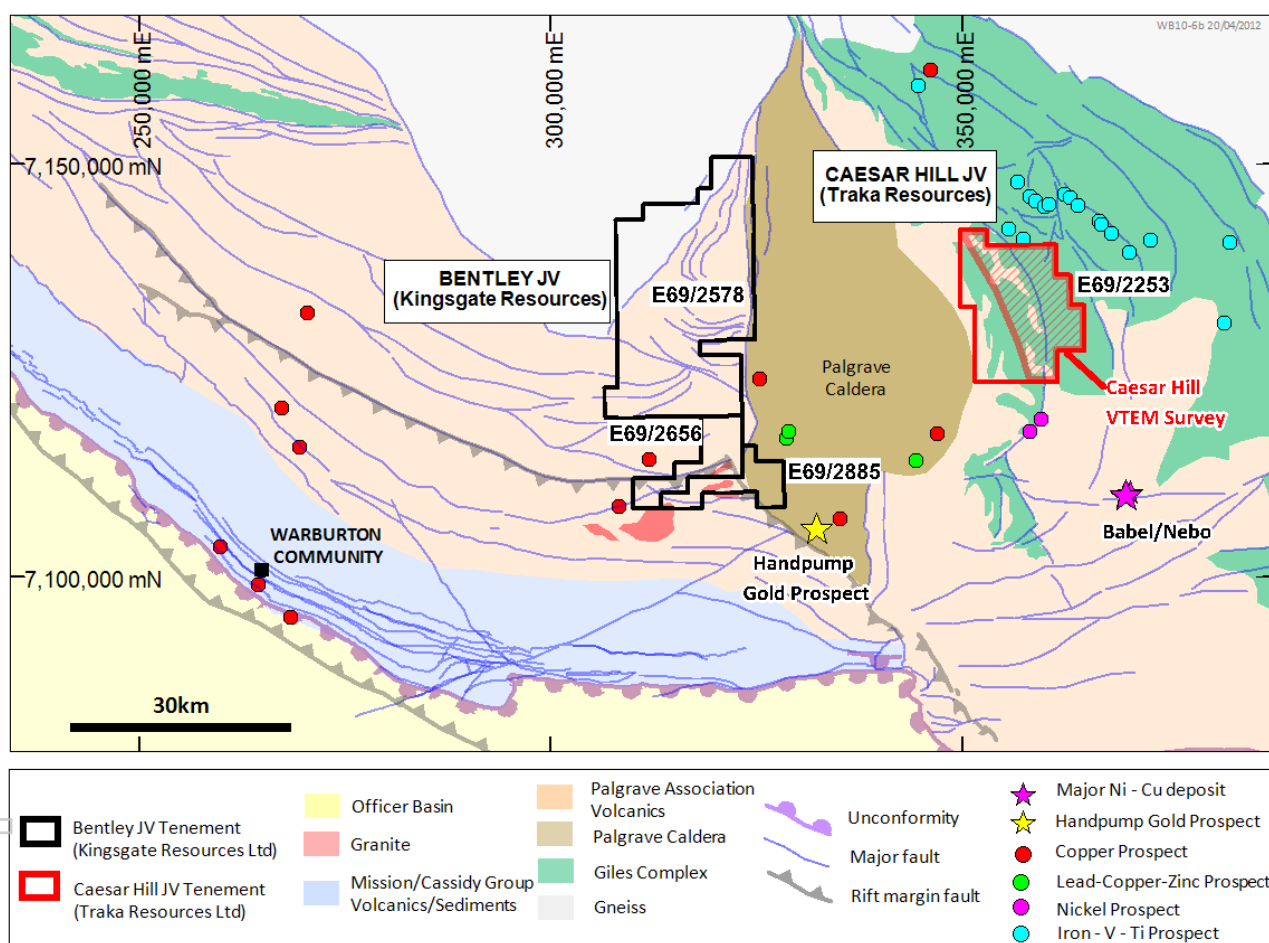 WB10-6b 20/04/2012
250,000 mE
300,000 mE
350,000 mE
7,150,000 mN
CAESAR HILL JV
(Traka Resources)
BENTLEY JV
(Kingsgate Resources)
E69/2578
E69/2253
Palgrave
Caldera
Caesar Hill
VTEM Survey
E69/2656
E69/2885
WARBURTON
COMMUNITY
Babel/Nebo
Handpump
Gold Prospect
7,100,000 mN
30km
Bentley JV Tenement
(Kingsgate Resources Ltd)
Caesar Hill JV Tenement
(Traka Resources Ltd)
Officer Basin
Granite
Mission/Cassidy Group
Volcanics/Sediments
Palgrave Association
Volcanics
Palgrave Caldera
Giles Complex
Gneiss
Unconformity
Major fault
Rift margin fault
Major Ni - Cu deposit
Handpump Gold Prospect
Copper Prospect
Lead-Copper-Zinc Prospect
Nickel Prospect
Iron - V - Ti Prospect